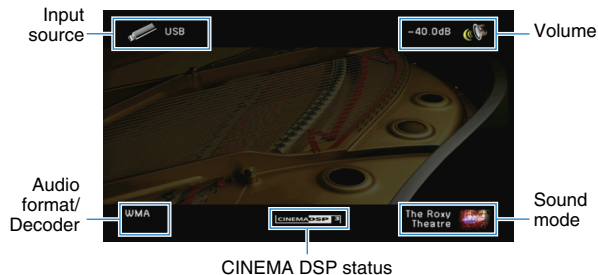 Input
source
USB
-40.0dB
Volume
Audio
format/
Decoder
WMA
CINEMA DSP 3
The Roxy
Theatre
Sound
mode
CINEMA DSP status